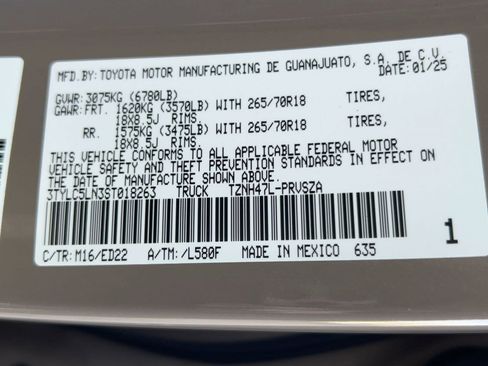 MFD.BY:TOYOTA MOTOR MANUFACTURING DE GUANAJUATO, S.A. DE C.V.
DATE:01/25
GVWR:3075KG (6780LB)
GAWR:FRT. 1620KG (3570LB) WITH 265/70R18 TIRES,
18X8.5J RIMS.
RR. 1575KG (3475LB) WITH 265/70R18 TIRES,
18X8.5J RIMS.
THIS VEHICLE CONFORMS TO ALL APPLICABLE FEDERAL MOTOR
VEHICLE SAFETY AND THEFT PREVENTION STANDARDS IN EFFECT ON
THE DATE OF MANUFACTURE SHOWN ABOVE.
3TYLC5LN3ST018263 TRUCK TZNH47L-PRVSZA
C/TR:M16/ED22 A/TM:/L580F MADE IN MEXICO 635 1